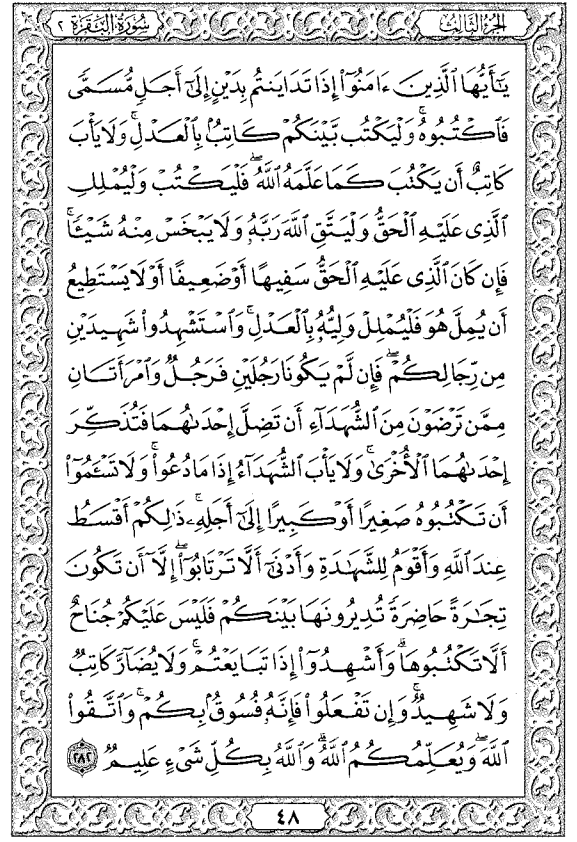 الجزء الثالث
سورة البقرة ٢
يَٰٓأَيُّهَا ٱلَّذِينَ ءَامَنُوٓا۟ إِذَا تَدَايَنتُم بِدَيْنٍ إِلَىٰٓ أَجَلٍ مُّسَمًّى
فَٱكْتُبُوهُ ۚ وَلْيَكْتُب بَّيْنَكُمْ كَاتِبٌۢ بِٱلْعَدْلِ ۚ وَلَا يَأْبَ
كَاتِبٌ أَن يَكْتُبَ كَمَا عَلَّمَهُ ٱللَّهُ ۚ فَلْيَكْتُبْ وَلْيُمْلِلِ
ٱلَّذِى عَلَيْهِ ٱلْحَقُّ وَلْيَتَّقِ ٱللَّهَ رَبَّهُۥ وَلَا يَبْخَسْ مِنْهُ شَيْـًٔا ۚ
فَإِن كَانَ ٱلَّذِى عَلَيْهِ ٱلْحَقُّ سَفِيهًا أَوْ ضَعِيفًا أَوْ لَا يَسْتَطِيعُ
أَن يُمِلَّ هُوَ فَلْيُمْلِلْ وَلِيُّهُۥ بِٱلْعَدْلِ ۚ وَٱسْتَشْهِدُوا۟ شَهِيدَيْنِ
مِن رِّجَالِكُمْ ۖ فَإِن لَّمْ يَكُونَا رَجُلَيْنِ فَرَجُلٌ وَٱمْرَأَتَانِ
مِمَّن تَرْضَوْنَ مِنَ ٱلشُّهَدَآءِ أَن تَضِلَّ إِحْدَىٰهُمَا فَتُذَكِّرَ
إِحْدَىٰهُمَا ٱلْأُخْرَىٰ ۚ وَلَا يَأْبَ ٱلشُّهَدَآءُ إِذَا مَا دُعُوا۟ ۚ وَلَا تَسْـَٔمُوٓا۟
أَن تَكْتُبُوهُ صَغِيرًا أَوْ كَبِيرًا إِلَىٰٓ أَجَلِهِۦ ۚ ذَٰلِكُمْ أَقْسَطُ
عِندَ ٱللَّهِ وَأَقْوَمُ لِلشَّهَٰدَةِ وَأَدْنَىٰٓ أَلَّا تَرْتَابُوٓا۟ ۖ إِلَّآ أَن تَكُونَ
تِجَٰرَةً حَاضِرَةً تُدِيرُونَهَا بَيْنَكُمْ فَلَيْسَ عَلَيْكُمْ جُنَاحٌ
أَلَّا تَكْتُبُوهَا ۗ وَأَشْهِدُوٓا۟ إِذَا تَبَايَعْتُمْ ۚ وَلَا يُضَآرَّ كَاتِبٌ
وَلَا شَهِيدٌ ۚ وَإِن تَفْعَلُوا۟ فَإِنَّهُۥ فُسُوقٌۢ بِكُمْ ۗ وَٱتَّقُوا۟
ٱللَّهَ ۖ وَيُعَلِّمُكُمُ ٱللَّهُ ۗ وَٱللَّهُ بِكُلِّ شَىْءٍ عَلِيمٌ ٢٨٢
٤٨